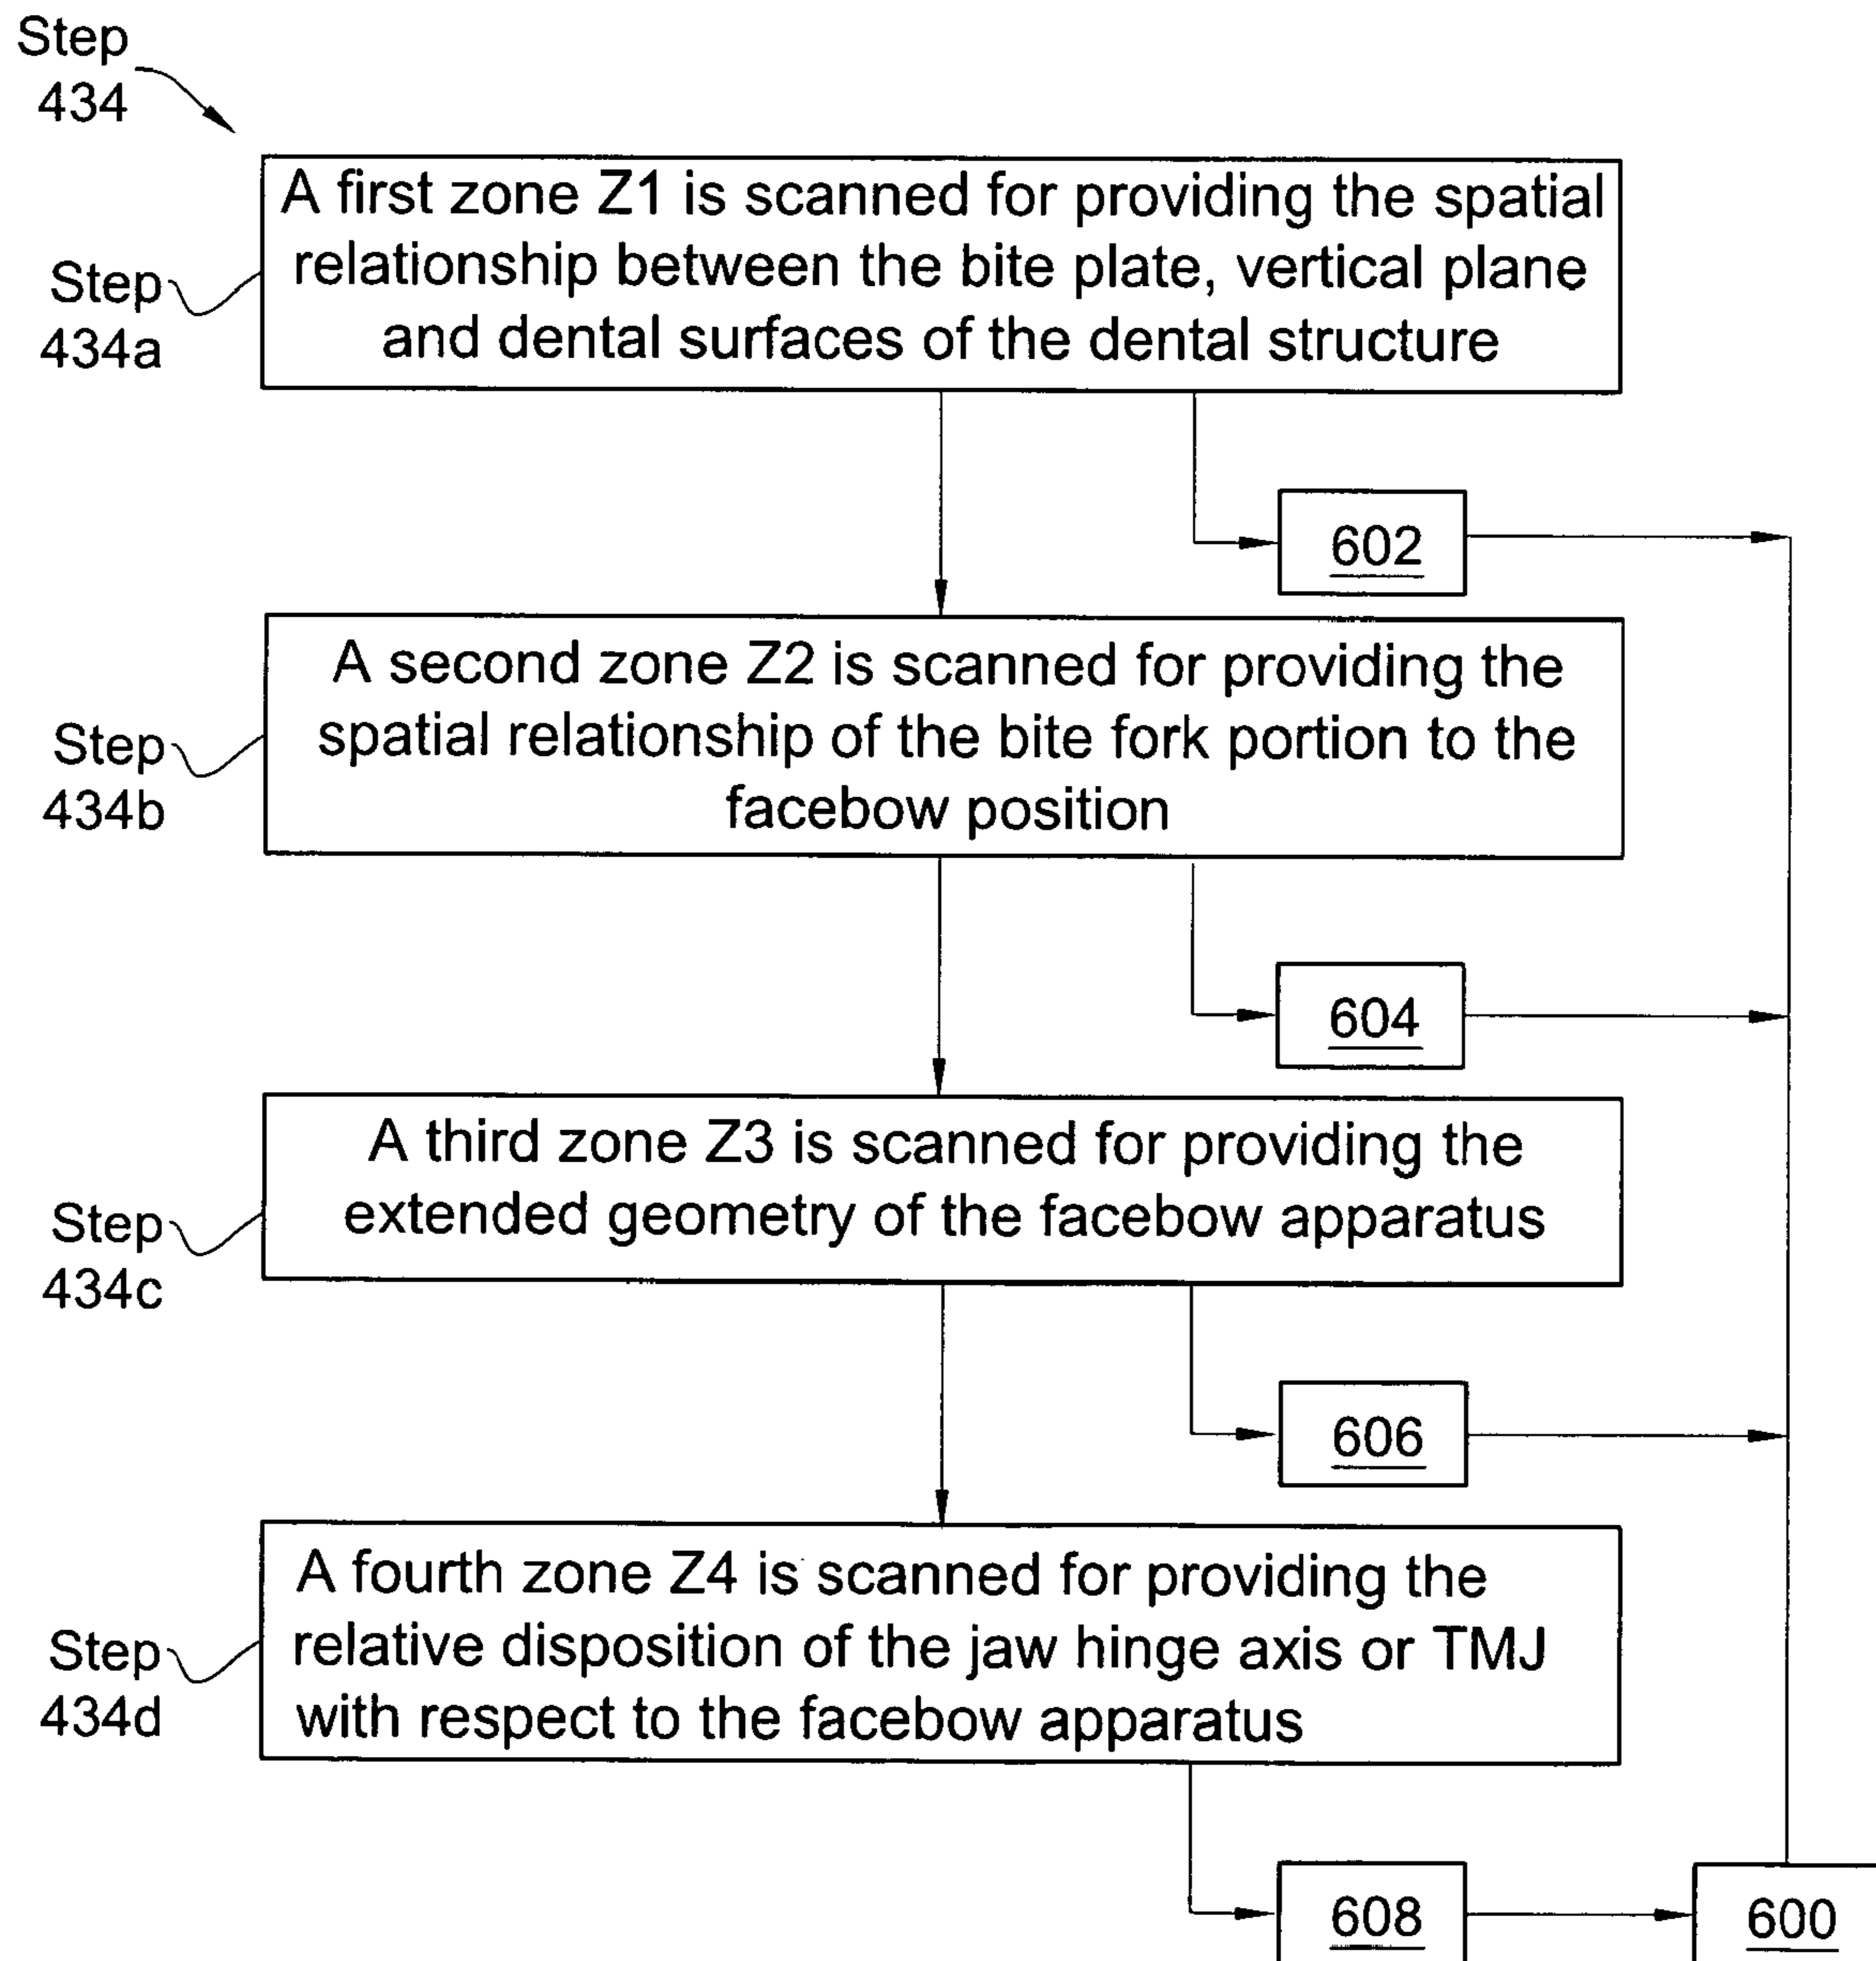 Step
434
A first zone Z1 is scanned for providing the spatial
relationship between the bite plate, vertical plane
and dental surfaces of the dental structure
Step
434a
602
A second zone Z2 is scanned for providing the
spatial relationship of the bite fork portion to the
facebow position
Step
434b
604
A third zone Z3 is scanned for providing the
extended geometry of the facebow apparatus
Step
434c
606
A fourth zone Z4 is scanned for providing the
relative disposition of the jaw hinge axis or TMJ
with respect to the facebow apparatus
Step
434d
608
600